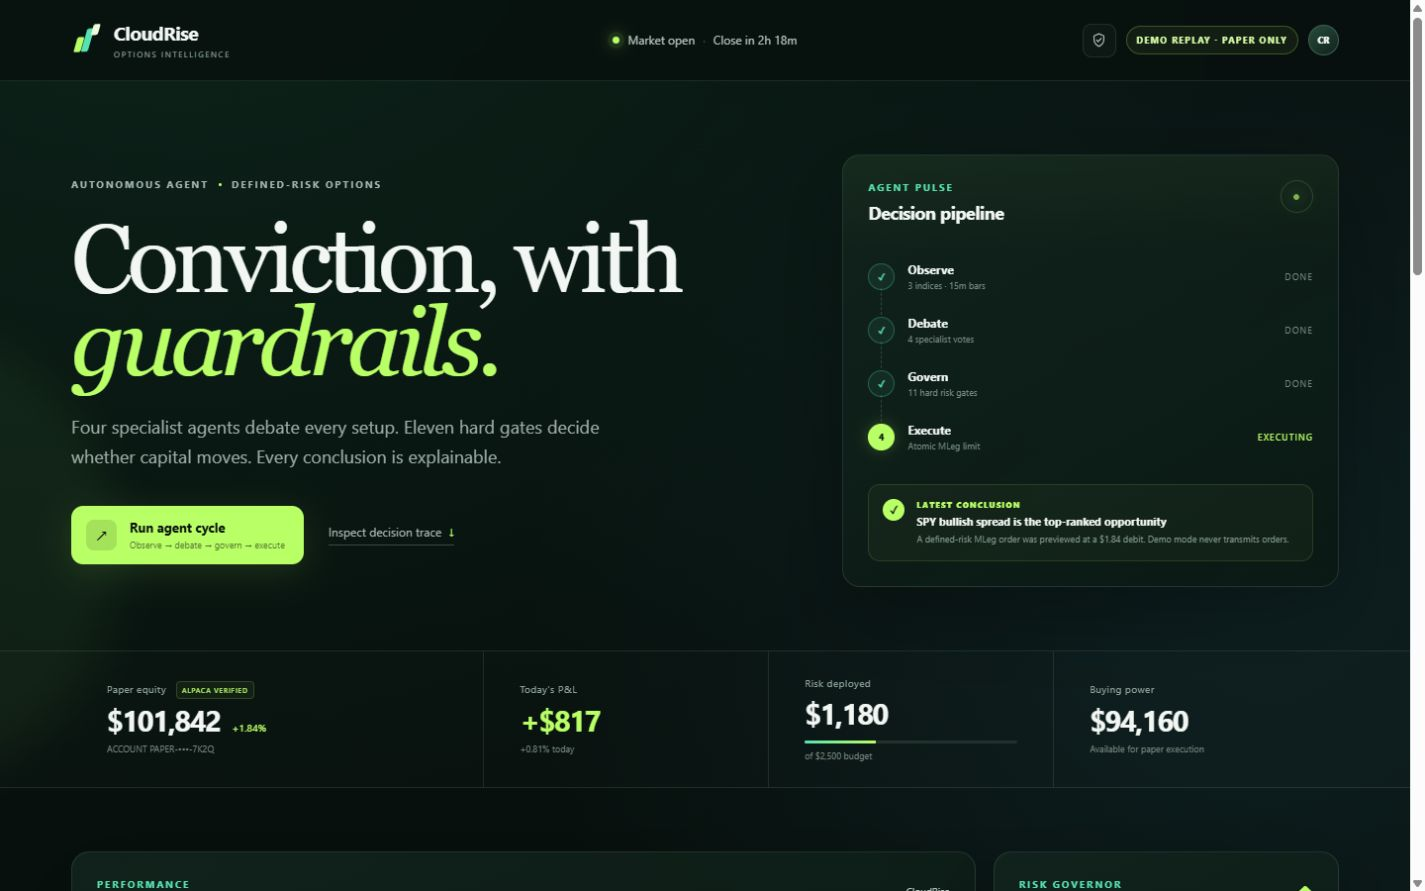 CloudRise
OPTIONS INTELLIGENCE
Market open · Close in 2h 18m
DEMO REPLAY · PAPER ONLY
CR
AUTONOMOUS AGENT • DEFINED-RISK OPTIONS
Conviction, with
guardrails.
Four specialist agents debate every setup. Eleven hard gates decide
whether capital moves. Every conclusion is explainable.
↗
Run agent cycle
Observe → debate → govern → execute
Inspect decision trace ↓
AGENT PULSE
Decision pipeline
✓
Observe
3 indices · 15m bars
DONE
✓
Debate
4 specialist votes
DONE
✓
Govern
11 hard risk gates
DONE
4
Execute
Atomic MLeg limit
EXECUTING
✓
LATEST CONCLUSION
SPY bullish spread is the top-ranked opportunity
A defined-risk MLeg order was previewed at a $1.84 debit. Demo mode never transmits orders.
Paper equity ALPACA VERIFIED
$101,842 +1.84%
ACCOUNT PAPER-•••-7K2Q
Today's P&L
+$817
+0.81% today
Risk deployed
$1,180
of $2,500 budget
Buying power
$94,160
Available for paper execution
PERFORMANCE
CloudRise
RISK GOVERNOR